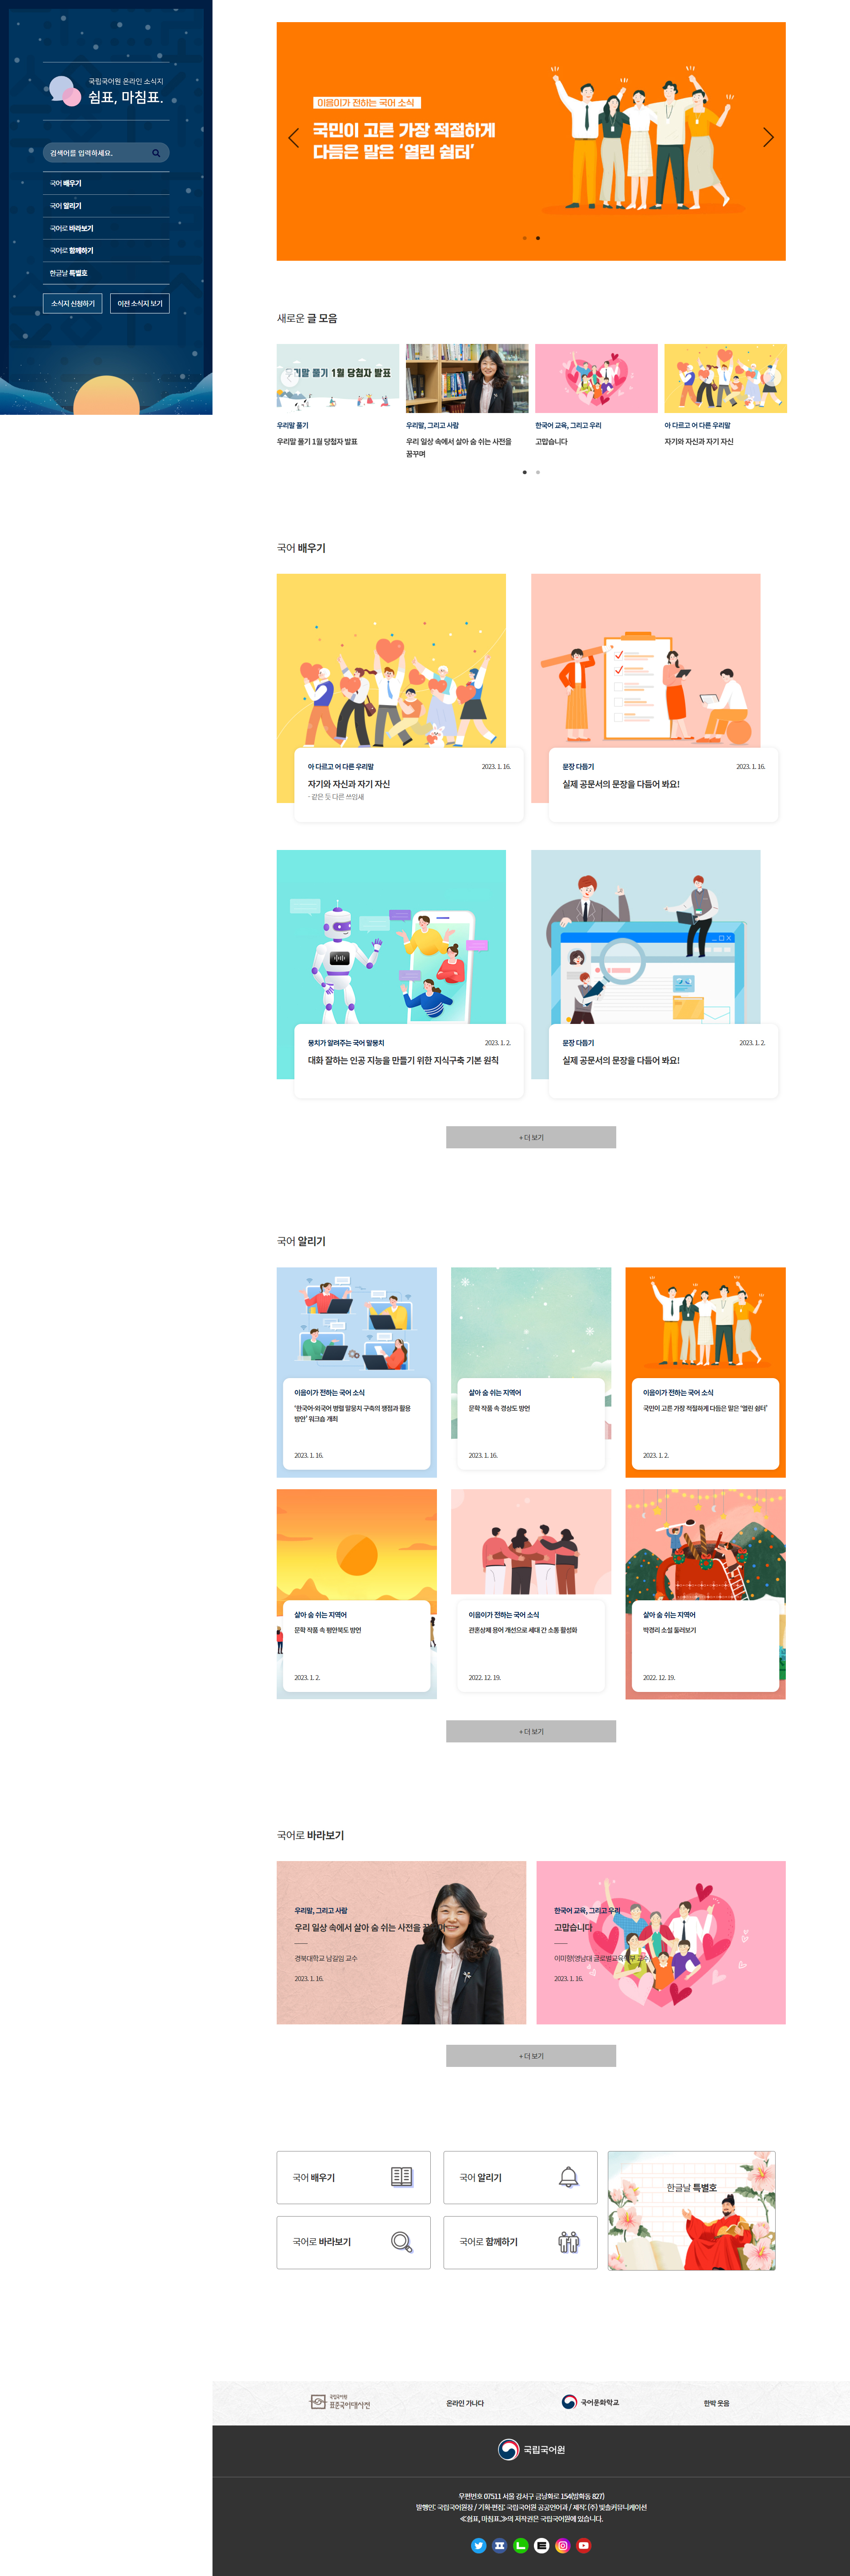 국립국어원 온라인 소식지
쉼표, 마침표.
검색어를 입력하세요.
국어 배우기
국어 알리기
국어로 바라보기
국어로 함께하기
한글날 특별호
소식지 신청하기
이전 소식지 보기
이음이가 전하는 국어 소식
국민이 고른 가장 적절하게
다듬은 말은 ‘열린 쉼터’
새로운 글 모음
우리말 풀기 1월 당첨자 발표
우리말 풀기
우리말 풀기 1월 당첨자 발표
우리말, 그리고 사람
우리 일상 속에서 살아 숨 쉬는 사전을
꿈꾸며
한국어 교육, 그리고 우리
고맙습니다
아 다르고 어 다른 우리말
자기와 자신과 자기 자신
국어 배우기
아 다르고 어 다른 우리말
2023. 1. 16.
자기와 자신과 자기 자신
- 같은 듯 다른 쓰임새
문장 다듬기
2023. 1. 16.
실제 공문서의 문장을 다듬어 봐요!
뭉치가 알려주는 국어 말뭉치
2023. 1. 2.
대화 잘하는 인공 지능을 만들기 위한 지식구축 기본 원칙
문장 다듬기
2023. 1. 2.
실제 공문서의 문장을 다듬어 봐요!
+ 더 보기
국어 알리기
이음이가 전하는 국어 소식
‘한국어-외국어 병렬 말뭉치 구축의 쟁점과 활용
방안’ 워크숍 개최
2023. 1. 16.
살아 숨 쉬는 지역어
문학 작품 속 경상도 방언
2023. 1. 16.
이음이가 전하는 국어 소식
국민이 고른 가장 적절하게 다듬은 말은 ‘열린 쉼터’
2023. 1. 2.
살아 숨 쉬는 지역어
문학 작품 속 평안북도 방언
2023. 1. 2.
이음이가 전하는 국어 소식
관혼상제 용어 개선으로 세대 간 소통 활성화
2022. 12. 19.
살아 숨 쉬는 지역어
박경리 소설 둘러보기
2022. 12. 19.
+ 더 보기
국어로 바라보기
우리말, 그리고 사람
우리 일상 속에서 살아 숨 쉬는 사전을
경북대학교 남길임 교수
2023. 1. 16.
한국어 교육, 그리고 우리
고맙습니다
이미향(영남대 글로벌교육학부 교수)
2023. 1. 16.
+ 더 보기
국어 배우기
국어 알리기
국어로 바라보기
국어로 함께하기
한글날 특별호
국립국어원
표준국어대사전
온라인 가나다
국어문화학교
한박 웃음
국립국어원
우편번호 07511 서울 강서구 금낭화로 154(방화동 827)
발행인: 국립국어원장 / 기획·편집: 국립국어원 공공언어과 / 제작: (주) 빛솔커뮤니케이션
≪쉼표, 마침표.≫의 저작권은 국립국어원에 있습니다.